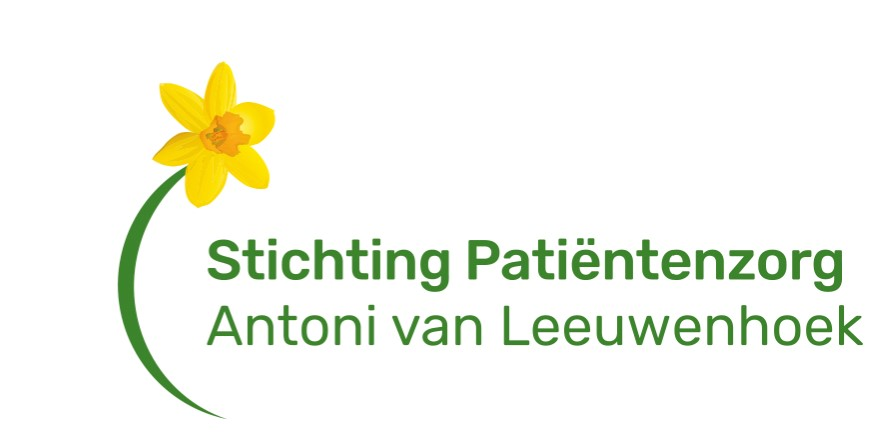 Stichting Patiëntenzorg
Antoni van Leeuwenhoek